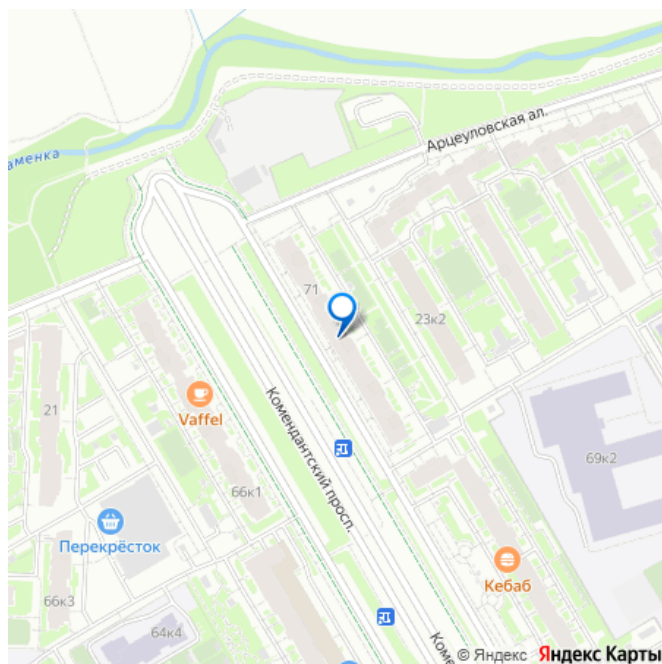 Арцеуловская ал.
аменка
71
23к2
21
Vaffel
Комендантский просп.
69к2
66к1
Перекрёсток
Кебаб
66к3
64к4
Коме
© Яндекс Яндекс Карты